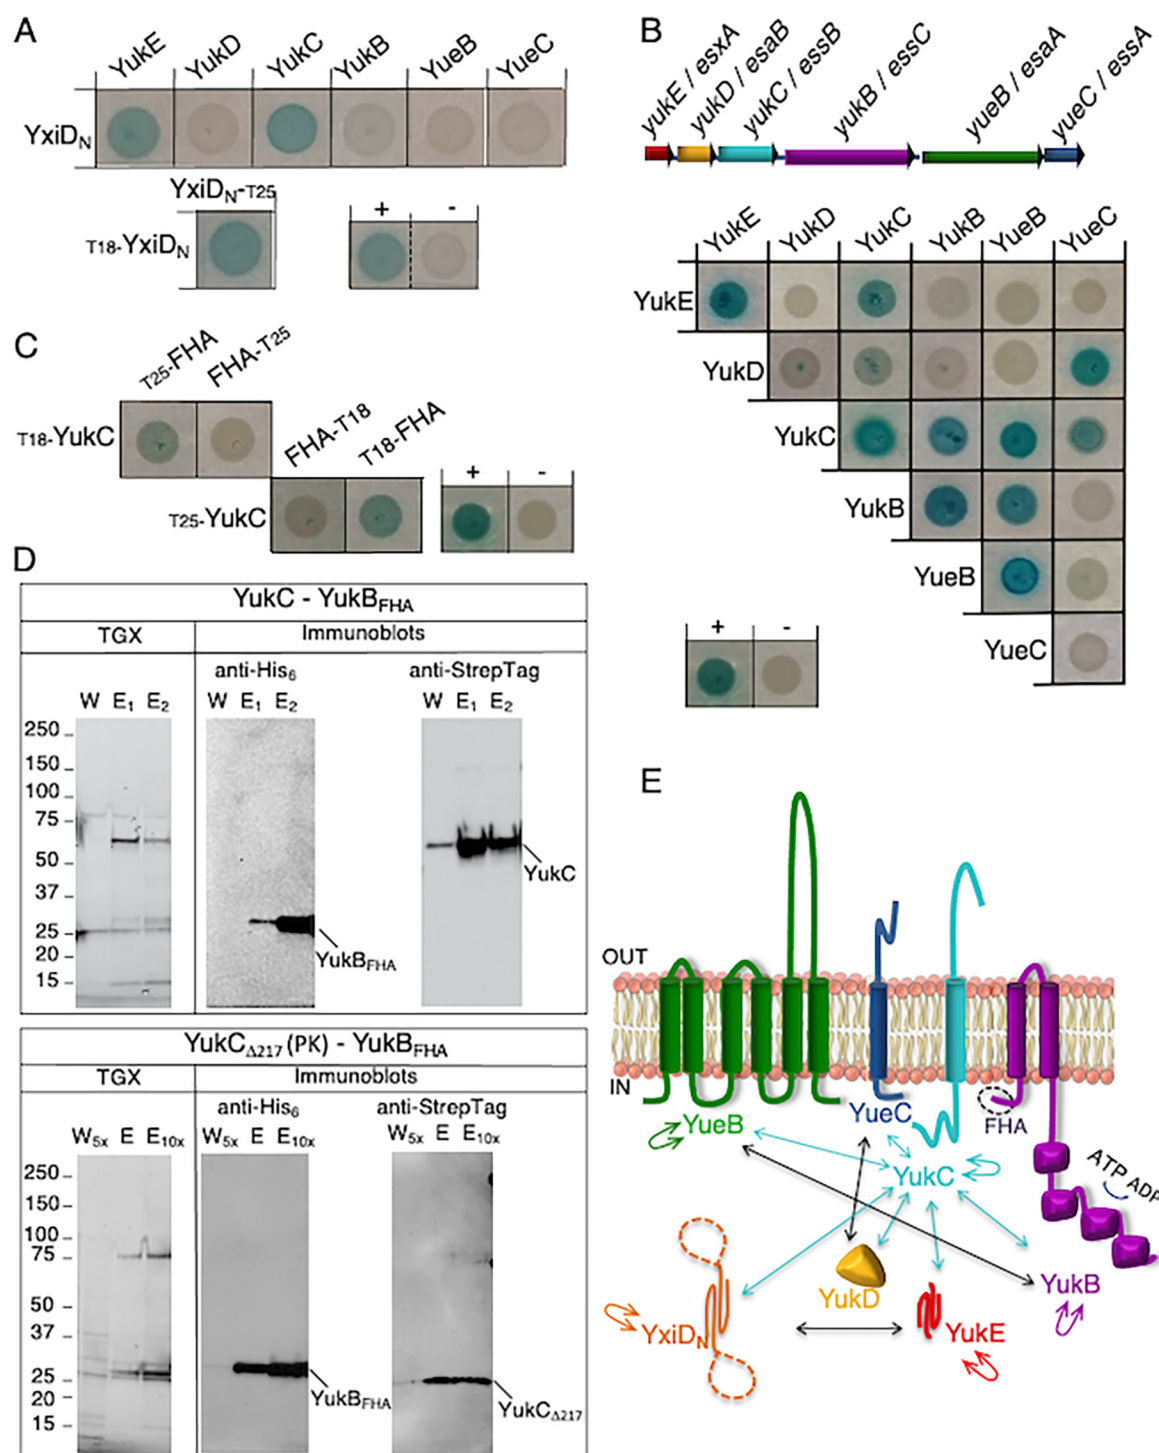 A
YukE YukD YukC YukB YueB YueC
YxiDN
YxiDN-T25
T18-YxiDN
+ -
B
yukE / esxA
yukD / esaB
yukC / essB
yukB / essC
yueB / esaA
yueC / essA
YukE YukD YukC YukB YueB YueC
YukE
YukD
YukC
YukB
YueB
YueC
+ -
C
T25-FHA FHA-T25
T18-YukC
FHA-T18 T18-FHA
T25-YukC
+ -
D
YukC - YukBFHA
TGX Immunoblots
anti-His6 anti-StrepTag
W E1 E2 W E1 E2 W E1 E2
250
150
100
75
50
37
25
20
15
YukC
YukBFHA
YukCΔ217 (PK) - YukBFHA
TGX Immunoblots
anti-His6 anti-StrepTag
W5x E E10x W5x E E10x W5x E E10x
250
150
100
75
50
37
25
20
15
YukBFHA
YukCΔ217
E
OUT
IN
YueB
YueC
FHA
YukC
ATP ADP
YukB
YukD
YxiDN
YukE